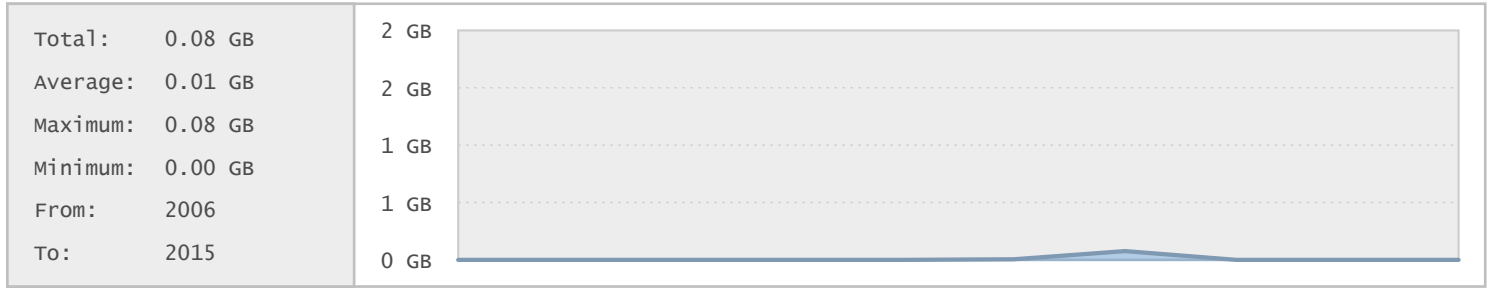 Total: 0.08 GB
Average: 0.01 GB
Maximum: 0.08 GB
Minimum: 0.00 GB
From: 2006
To: 2015
2 GB
2 GB
1 GB
1 GB
0 GB